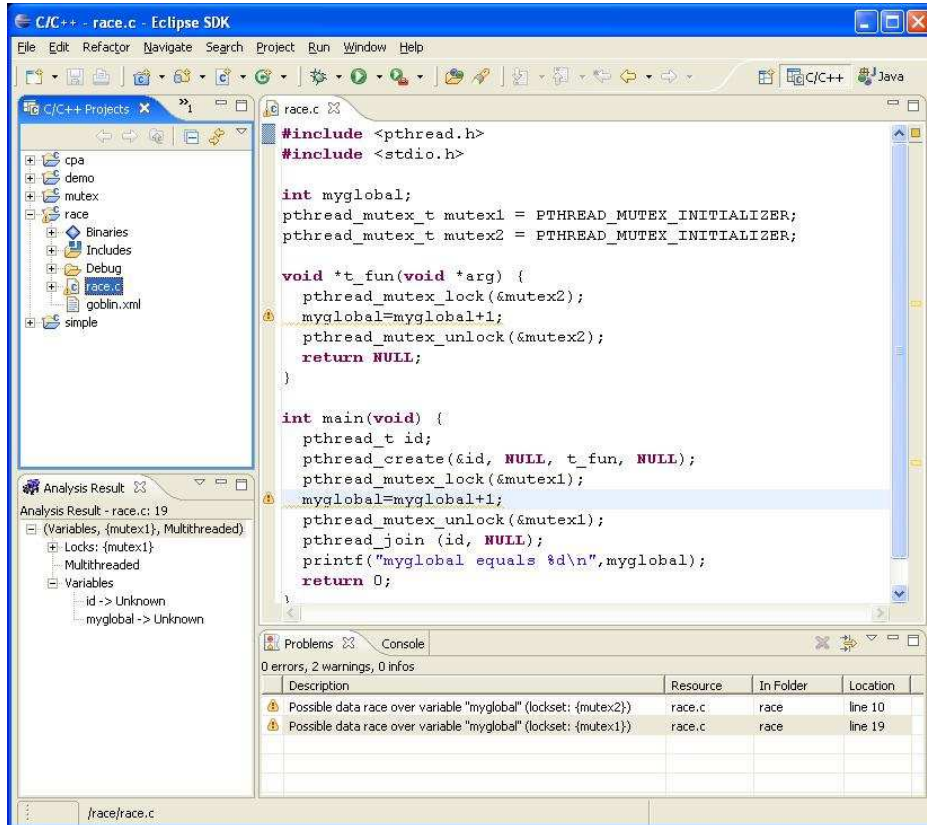 C/C++ - race.c - Eclipse SDK
File Edit Refactor Navigate Search Project Run Window Help
C/C++ Java
C/C++ Projects
1
cpa
demo
mutex
race
Binaries
Includes
Debug
race.c
goblin.xml
simple
race.c
#include <pthread.h>
#include <stdio.h>
int myglobal;
pthread_mutex_t mutex1 = PTHREAD_MUTEX_INITIALIZER;
pthread_mutex_t mutex2 = PTHREAD_MUTEX_INITIALIZER;
void *t_fun(void *arg) {
pthread_mutex_lock(&mutex2);
myglobal=myglobal+1;
pthread_mutex_unlock(&mutex2);
return NULL;
}
int main(void) {
pthread_t id;
pthread_create(&id, NULL, t_fun, NULL);
pthread_mutex_lock(&mutex1);
myglobal=myglobal+1;
pthread_mutex_unlock(&mutex1);
pthread_join (id, NULL);
printf("myglobal equals %d\n",myglobal);
return 0;
}
Analysis Result
Analysis Result - race.c: 19
(Variables, {mutex1}, Multithreaded)
Locks: {mutex1}
Multithreaded
Variables
id -> Unknown
myglobal -> Unknown
Problems Console
0 errors, 2 warnings, 0 infos
Description Resource In Folder Location
Possible data race over variable "myglobal" (lockset: {mutex2}) race.c race line 10
Possible data race over variable "myglobal" (lockset: {mutex1}) race.c race line 19
/race/race.c